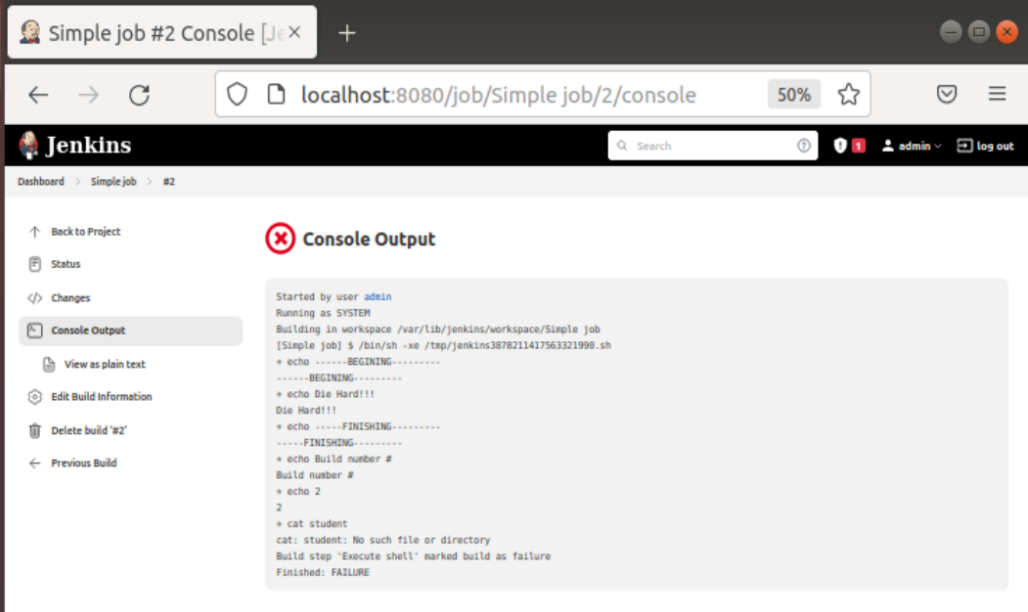 Simple job #2 Console [Je
localhost:8080/job/Simple job/2/console
50%
Jenkins
Search
1
admin
log out
Dashboard
Simple job
#2
Back to Project
Status
Changes
Console Output
View as plain text
Edit Build Information
Delete build '#2'
Previous Build
Console Output
Started by user admin
Running as SYSTEM
Building in workspace /var/lib/jenkins/workspace/Simple job
[Simple job] $ /bin/sh -xe /tmp/jenkins3878211417563321990.sh
+ echo ------BEGINING---------
------BEGINING---------
+ echo Die Hard!!!
Die Hard!!!
+ echo -----FINISHING---------
-----FINISHING---------
+ echo Build number #
Build number #
+ echo 2
2
+ cat student
cat: student: No such file or directory
Build step 'Execute shell' marked build as failure
Finished: FAILURE